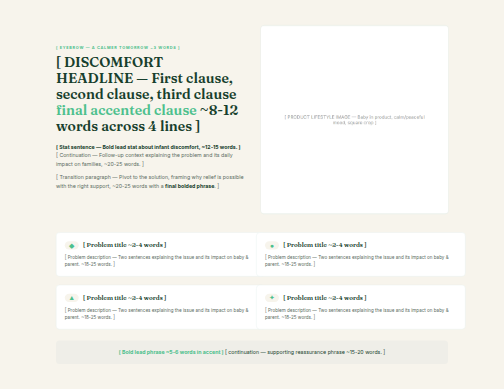 [ EYEBROW — A CALMER TOMORROW ~3 WORDS ]
[ DISCOMFORT
HEADLINE — First clause,
second clause, third clause
final accented clause ~8-12
words across 4 lines ]
[ Stat sentence — Bold lead stat about infant discomfort, ~12-15 words. ]
[ Continuation — Follow-up context explaining the problem and its daily
impact on families, ~20-25 words. ]
[ Transition paragraph — Pivot to the solution, framing why relief is possible
with the right support, ~20-25 words with a final bolded phrase. ]
[ PRODUCT LIFESTYLE IMAGE — Baby in product, calm/peaceful
mood, square crop ]
[ Problem title ~2-4 words ]
[ Problem description — Two sentences explaining the issue and its impact on baby &
parent. ~18-25 words. ]
[ Problem title ~2-4 words ]
[ Problem description — Two sentences explaining the issue and its impact on baby &
parent. ~18-25 words. ]
[ Problem title ~2-4 words ]
[ Problem description — Two sentences explaining the issue and its impact on baby &
parent. ~18-25 words. ]
[ Problem title ~2-4 words ]
[ Problem description — Two sentences explaining the issue and its impact on baby &
parent. ~18-25 words. ]
[ Bold lead phrase ~5-6 words in accent ] [ continuation — supporting reassurance phrase ~15-20 words. ]